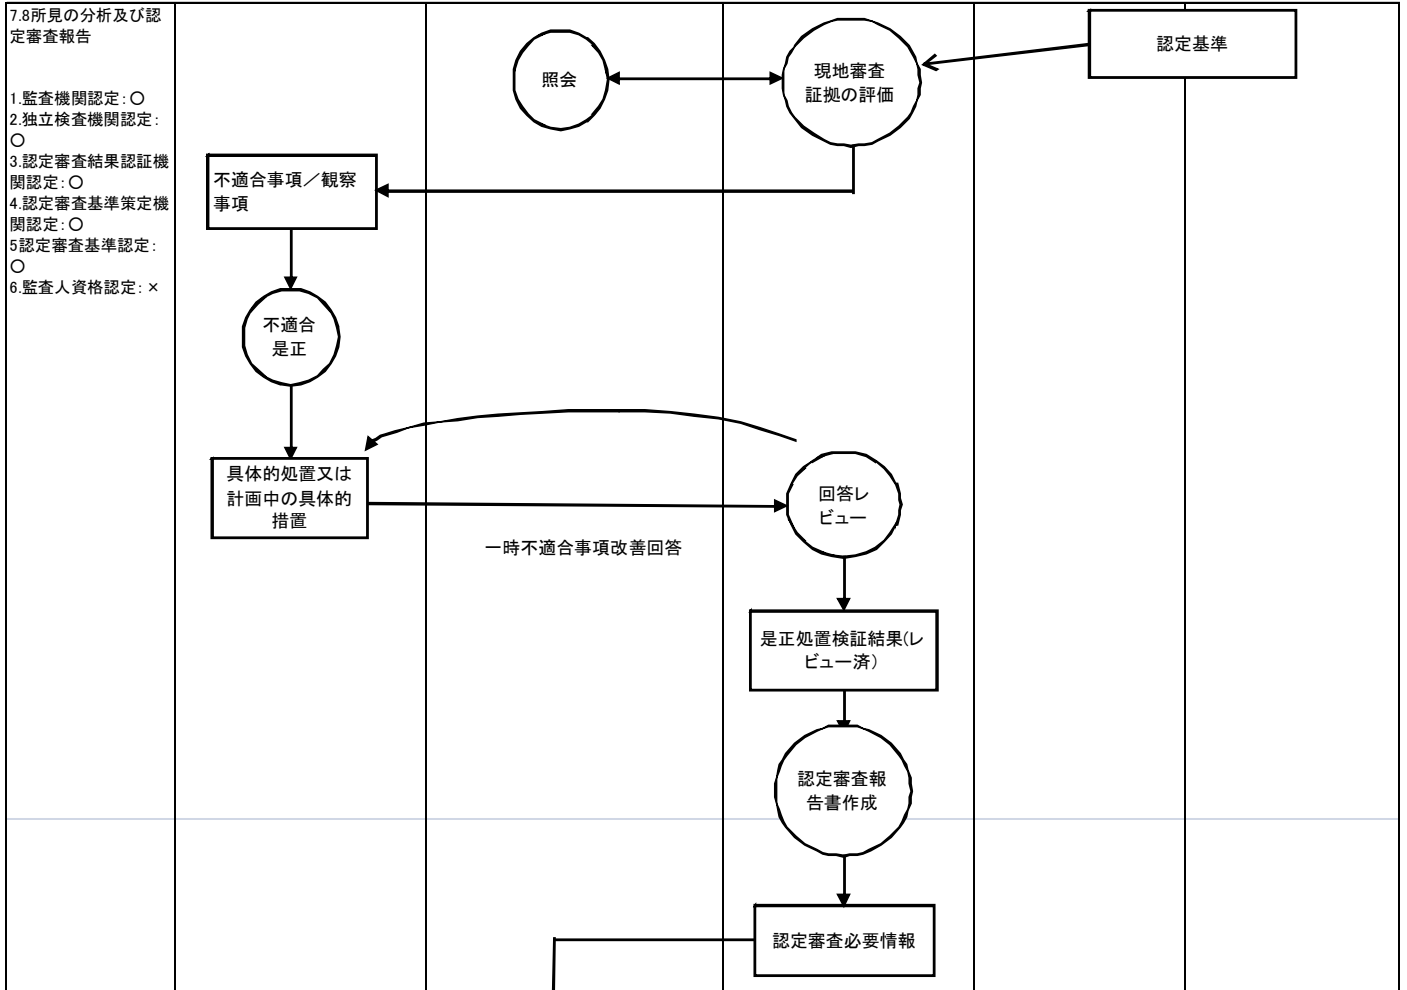 7.8所見の分析及び認
定審査報告
1.監査機関認定：○
2.独立検査機関認定：
○
3.認定審査結果認証機
関認定：○
4.認定審査基準策定機
関認定：○
5認定審査基準認定：
○
6.監査人資格認定：×
照会
現地審査
証拠の評価
認定基準
不適合事項／観察
事項
不適合
是正
具体的処置又は
計画中の具体的
措置
回答レ
ビュー
一時不適合事項改善回答
是正処置検証結果(レ
ビュー済)
認定審査報
告書作成
認定審査必要情報